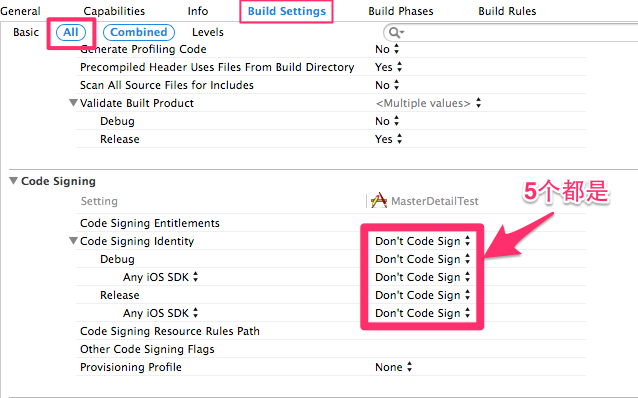 General Capabilities Info Build Settings Build Phases Build Rules
Basic All Combined Levels
Generate Profiling Code No
Precompiled Header Uses Files From Build Directory Yes
Scan All Source Files for Includes No
Validate Built Product <Multiple values>
Debug No
Release Yes
Code Signing
5个都是
Setting MasterDetailTest
Code Signing Entitlements
Code Signing Identity Don't Code Sign
Debug Don't Code Sign
Any iOS SDK Don't Code Sign
Release Don't Code Sign
Any iOS SDK Don't Code Sign
Code Signing Resource Rules Path
Other Code Signing Flags
Provisioning Profile None